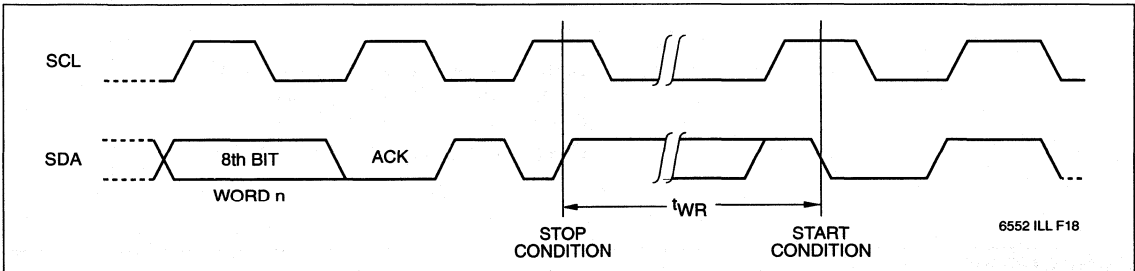 SCL
SDA
8th BIT
ACK
WORD n
tWR
STOP
CONDITION
START
CONDITION
6552 ILL F18